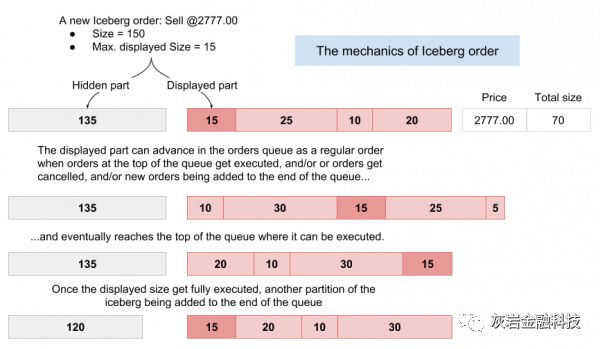 A new Iceberg order: Sell @2777.00
● Size = 150
● Max. displayed Size = 15
The mechanics of Iceberg order
Hidden part
Displayed part
Price
Total size
135
15
25
10
20
2777.00
70
The displayed part can advance in the orders queue as a regular order
when orders at the top of the queue get executed, and/or or orders get
cancelled, and/or new orders being added to the end of the queue...
135
10
30
15
25
5
...and eventually reaches the top of the queue where it can be executed.
135
20
10
30
15
Once the displayed size get fully executed, another partition of the
iceberg being added to the end of the queue
120
15
20
10
30
灰岩金融科技